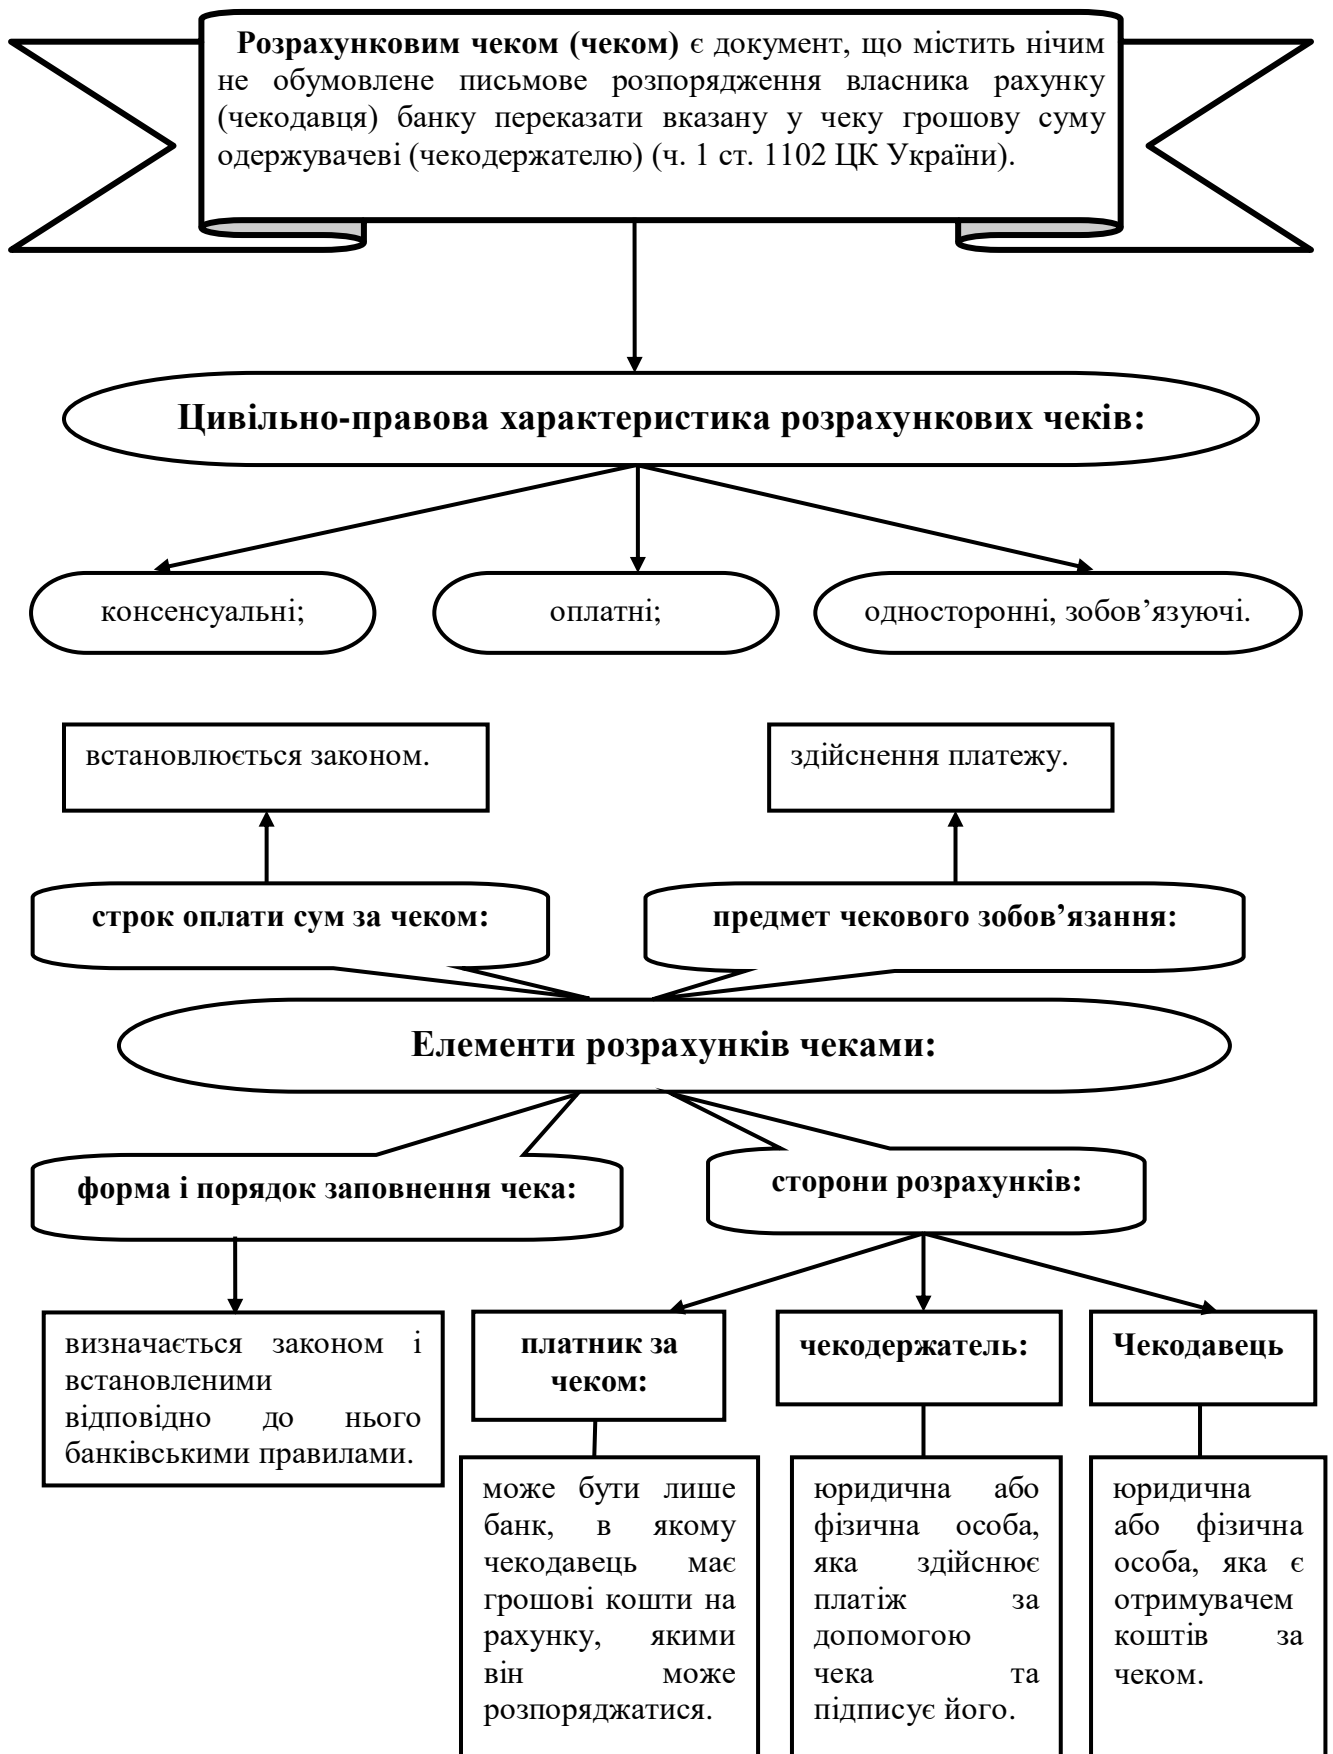 Розрахунковим чеком (чеком) є документ, що містить нічим
не обумовлене письмове розпорядження власника рахунку
(чекодавця) банку переказати вказану у чеку грошову суму
одержувачеві (чекодержателю) (ч. 1 ст. 1102 ЦК України).
Цивільно-правова характеристика розрахункових чеків:
консенсуальні;
оплатні;
односторонні, зобов’язуючі.
встановлюється законом.
здійснення платежу.
строк оплати сум за чеком:
предмет чекового зобов’язання:
Елементи розрахунків чеками:
форма і порядок заповнення чека:
сторони розрахунків:
визначається законом і
встановленими
відповідно до нього
банківськими правилами.
платник за
чеком:
чекодержатель:
Чекодавець
може бути лише
банк, в якому
чекодавець має
грошові кошти на
рахунку, якими
він може
розпоряджатися.
юридична або
фізична особа,
яка здійснює
платіж за
допомогою
чека та
підписує його.
юридична
або фізична
особа, яка є
отримувачем
коштів за
чеком.